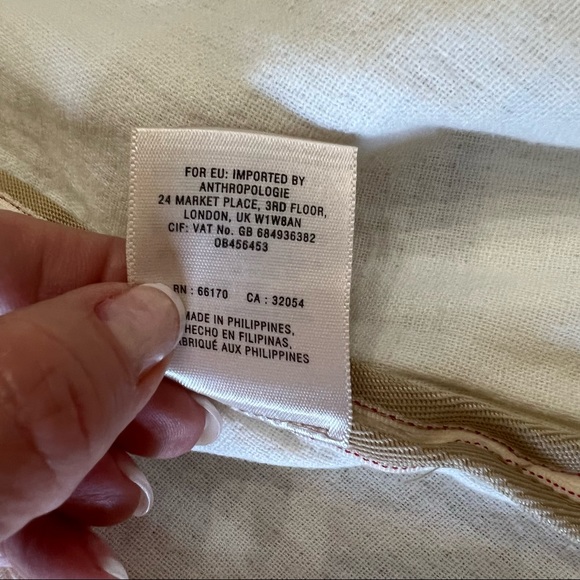 FOR EU: IMPORTED BY
ANTHROPOLOGIE
24 MARKET PLACE, 3RD FLOOR,
LONDON, UK W1W8AN
CIF: VAT No. GB 684936382
OB456453
RN : 66170 CA : 32054
MADE IN PHILIPPINES,
HECHO EN FILIPINAS,
ABRIQUÉ AUX PHILIPPINES